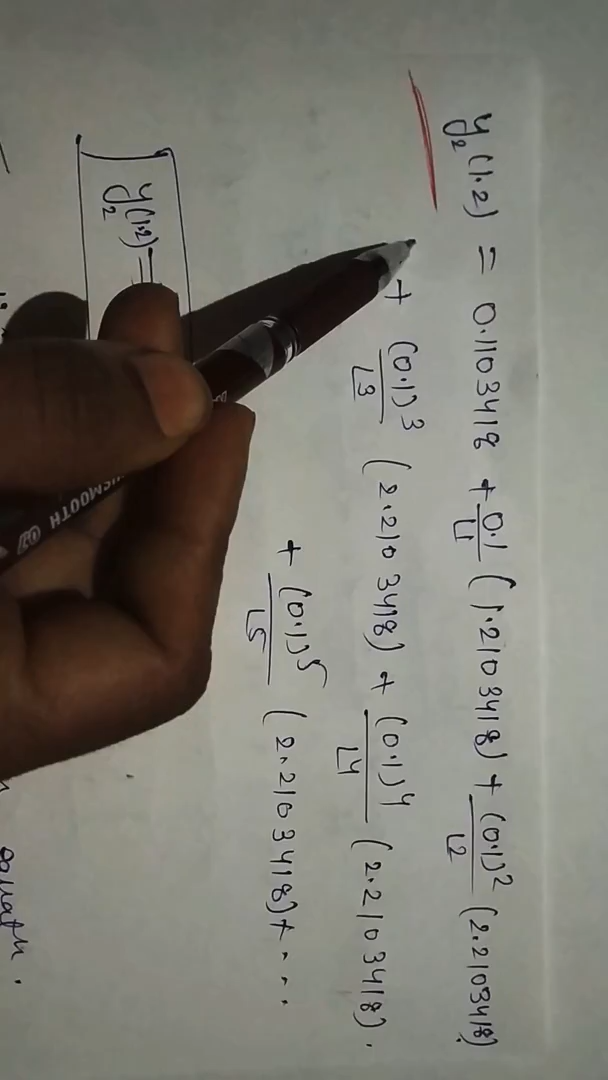 y₂(1.2) = 0.1103418 + 0.1/⌊1 (1.2103418) + (0.1)²/⌊2 (2.2103418)
+ (0.1)³/⌊3 (2.2103418) + (0.1)⁴/⌊4 (2.2103418).
+ (0.1)⁵/⌊5 (2.2103418) + ...
y₂(1.2) =
SMOOTH